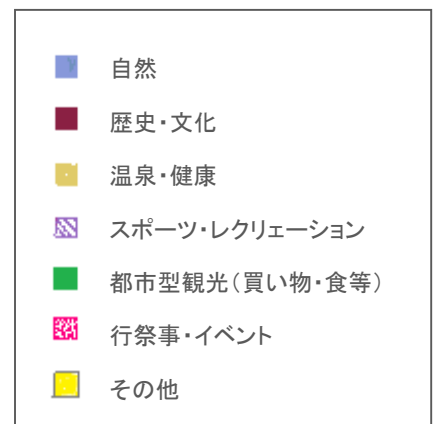 自然
歴史・文化
温泉・健康
スポーツ・レクリェーション
都市型観光（買い物・食等）
行祭事・イベント
その他